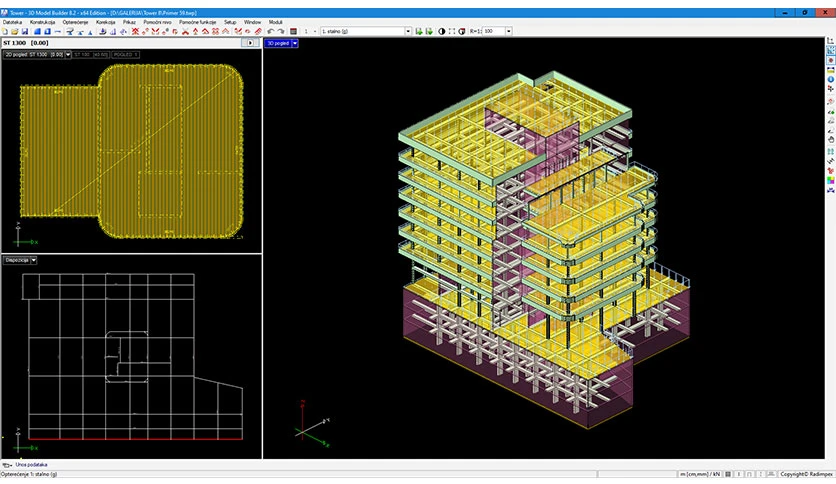 Tower - 3D Model Builder 8.2 - x64 Edition - [D:\GALERIJA\Tower 8\Primer 59.twp]
Datoteka Konstrukcija Opterećenje Korekcija Prikaz Pomoćni nivo Pomoćne funkcije Setup Window Moduli
1. stalno (g) R=1: 100
ST 1300 [0.00]
2D pogled ST 1300 [0.00] ST 100 [60.50] POGLED 1
3D pogled
Dispozicija
Unos podataka
Opterećenje 1: stalno (g) m [cm,mm] / kN Copyright© Radimpex